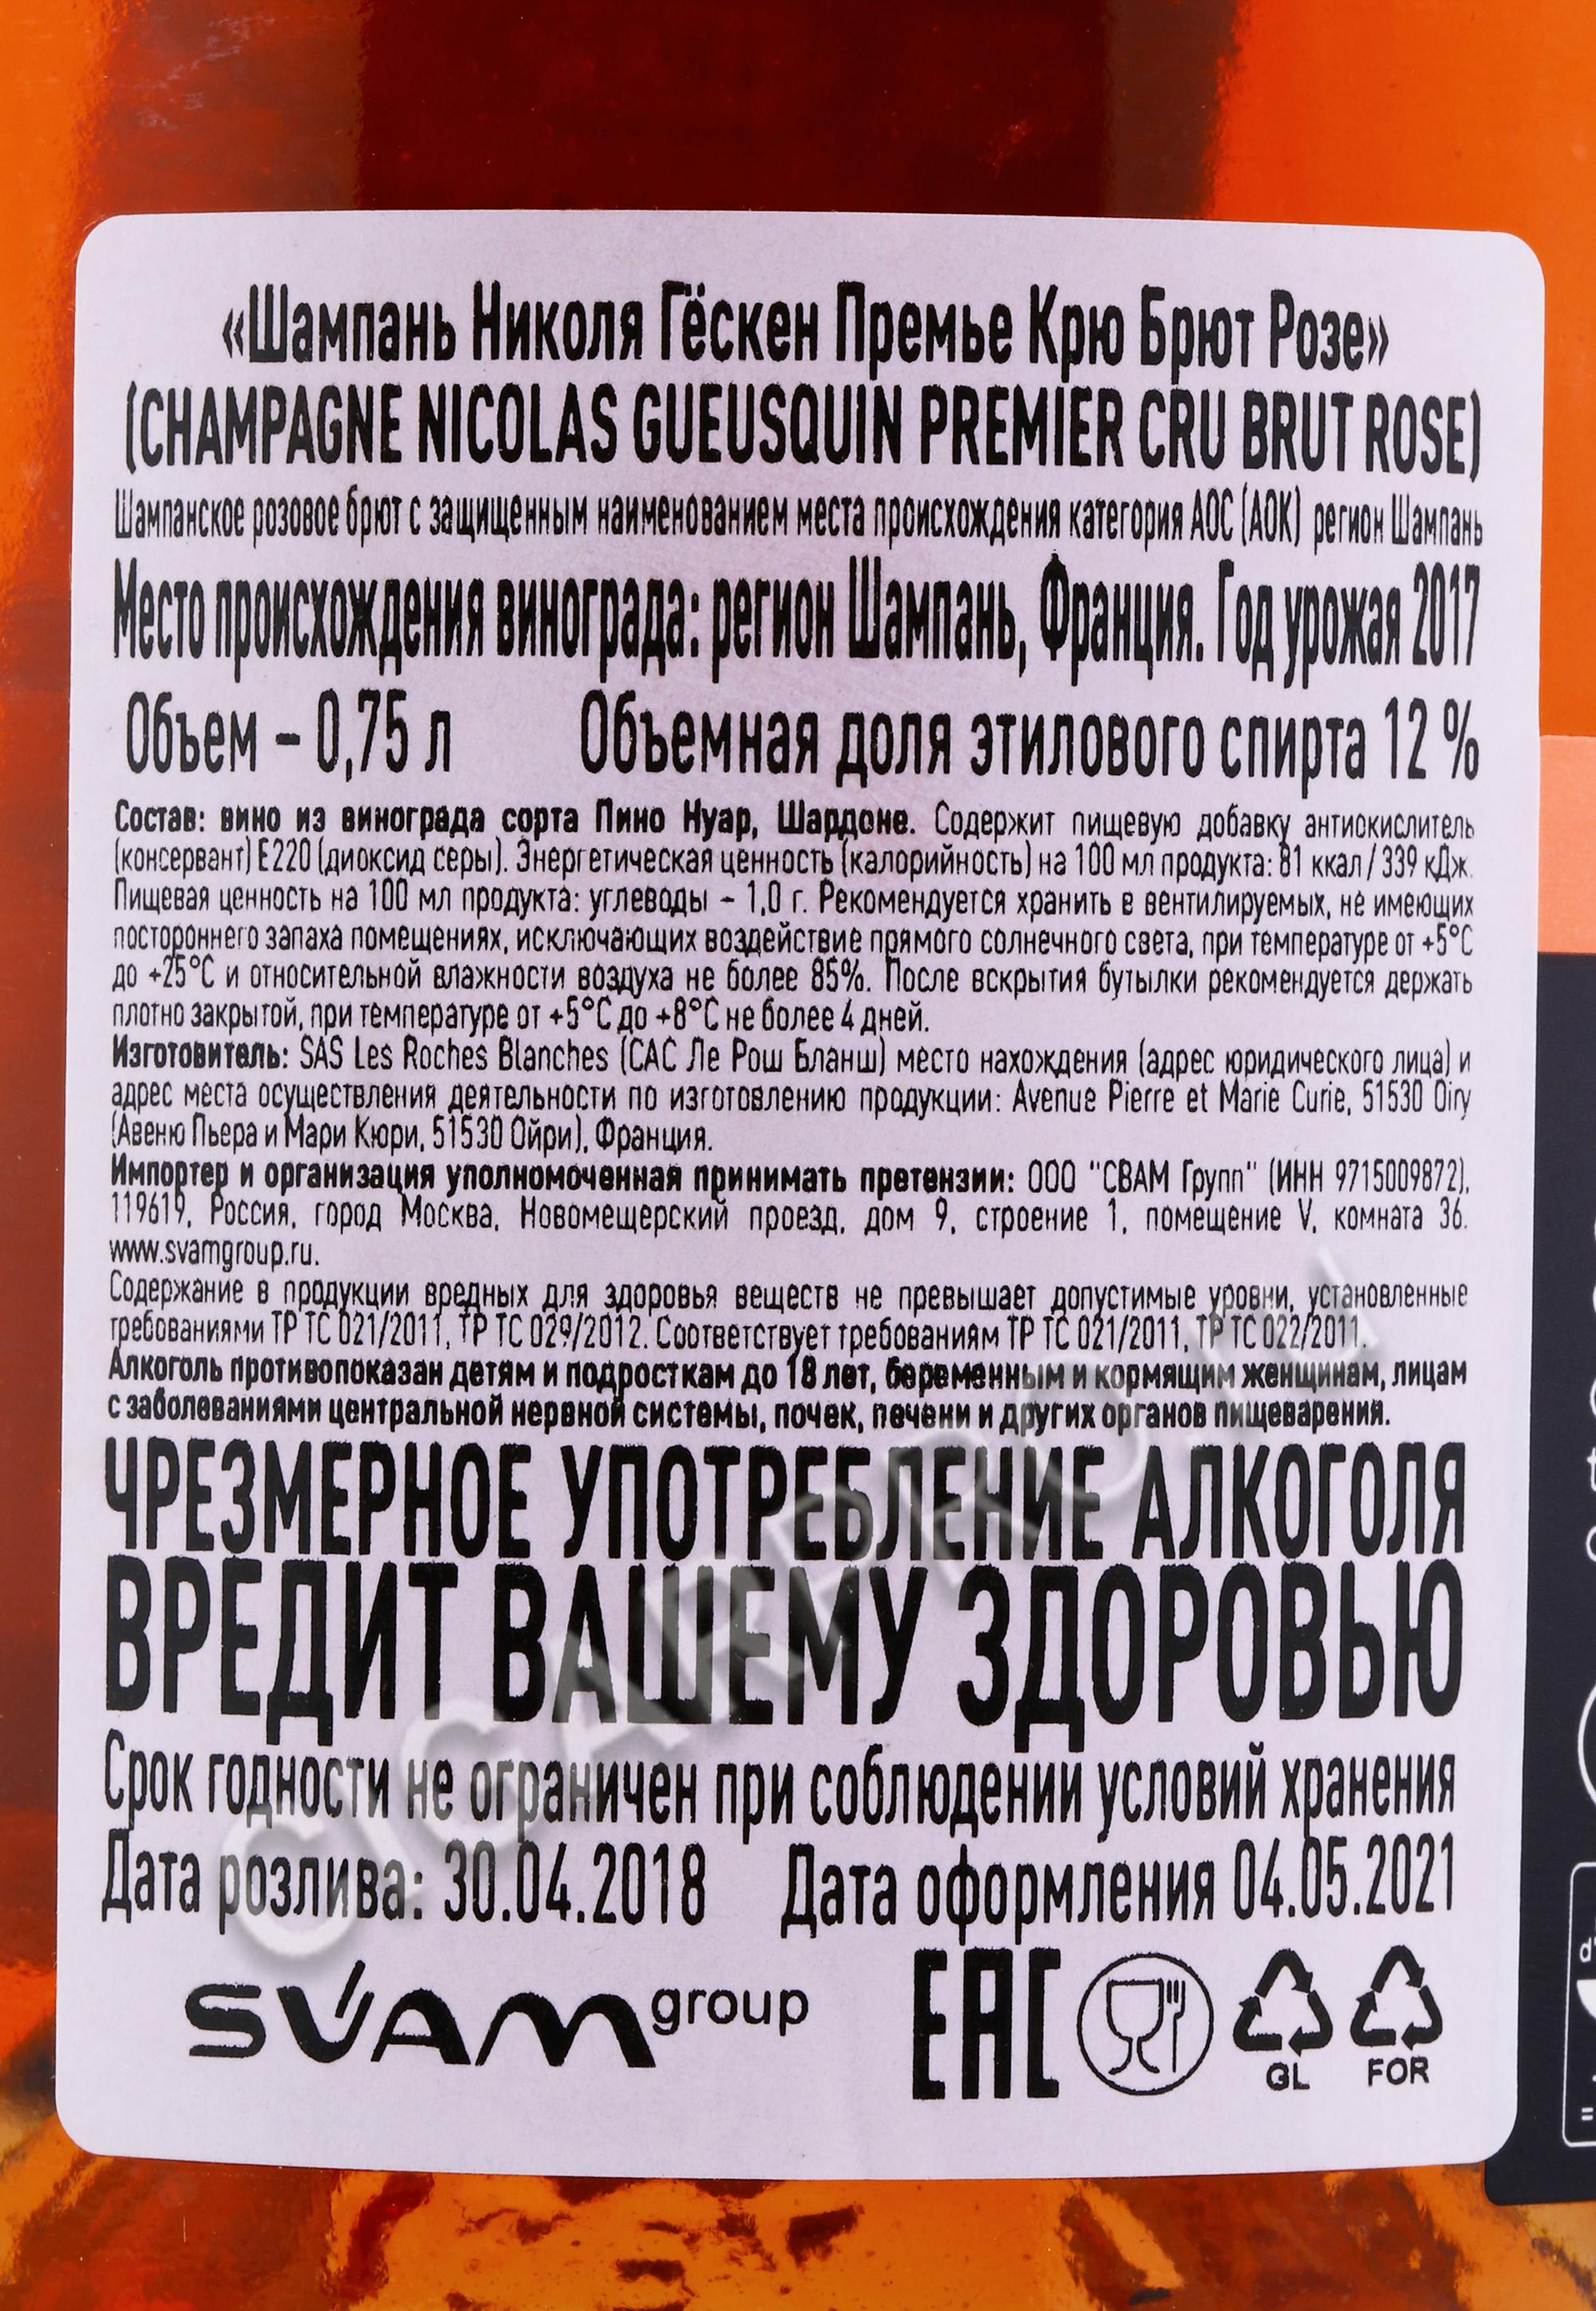 «Шампань Николя Гёскен Премье Крю Брют Розе»
(CHAMPAGNE NICOLAS GUEUSQUIN PREMIER CRU BRUT ROSE)
Шампанское розовое брют с защищенным наименованием места происхождения категория AOC (АОК) регион Шампань
Место происхождения винограда: регион Шампань, Франция. Год урожая 2017
Объем – 0,75 л Объемная доля этилового спирта 12 %
Состав: вино из винограда сорта Пино Нуар, Шардоне. Содержит пищевую добавку антиокислитель
(консервант) Е220 (диоксид серы). Энергетическая ценность (калорийность) на 100 мл продукта: 81 ккал / 339 кДж.
Пищевая ценность на 100 мл продукта: углеводы – 1,0 г. Рекомендуется хранить в вентилируемых, не имеющих
постороннего запаха помещениях, исключающих воздействие прямого солнечного света, при температуре от +5°С
до +25°С и относительной влажности воздуха не более 85%. После вскрытия бутылки рекомендуется держать
плотно закрытой, при температуре от +5°С до +8°С не более 4 дней.
Изготовитель: SAS Les Roches Blanches (САС Ле Рош Бланш) место нахождения (адрес юридического лица) и
адрес места осуществления деятельности по изготовлению продукции: Avenue Pierre et Marie Curie, 51530 Oiry
(Авеню Пьера и Мари Кюри, 51530 Ойри), Франция.
Импортер и организация уполномоченная принимать претензии: ООО "СВАМ Групп" (ИНН 9715009872),
119619, Россия, город Москва, Новомещерский проезд, дом 9, строение 1, помещение V, комната 36.
www.svamgroup.ru.
Содержание в продукции вредных для здоровья веществ не превышает допустимые уровни, установленные
требованиями ТР ТС 021/2011, ТР ТС 029/2012. Соответствует требованиям ТР ТС 021/2011, ТР ТС 022/2011.
Алкоголь противопоказан детям и подросткам до 18 лет, беременным и кормящим женщинам, лицам
с заболеваниями центральной нервной системы, почек, печени и других органов пищеварения.
ЧРЕЗМЕРНОЕ УПОТРЕБЛЕНИЕ АЛКОГОЛЯ
ВРЕДИТ ВАШЕМУ ЗДОРОВЬЮ
Срок годности не ограничен при соблюдении условий хранения
Дата розлива: 30.04.2018 Дата оформления 04.05.2021
SVAM group EAC
GL FOR
CIGARPRO.RU